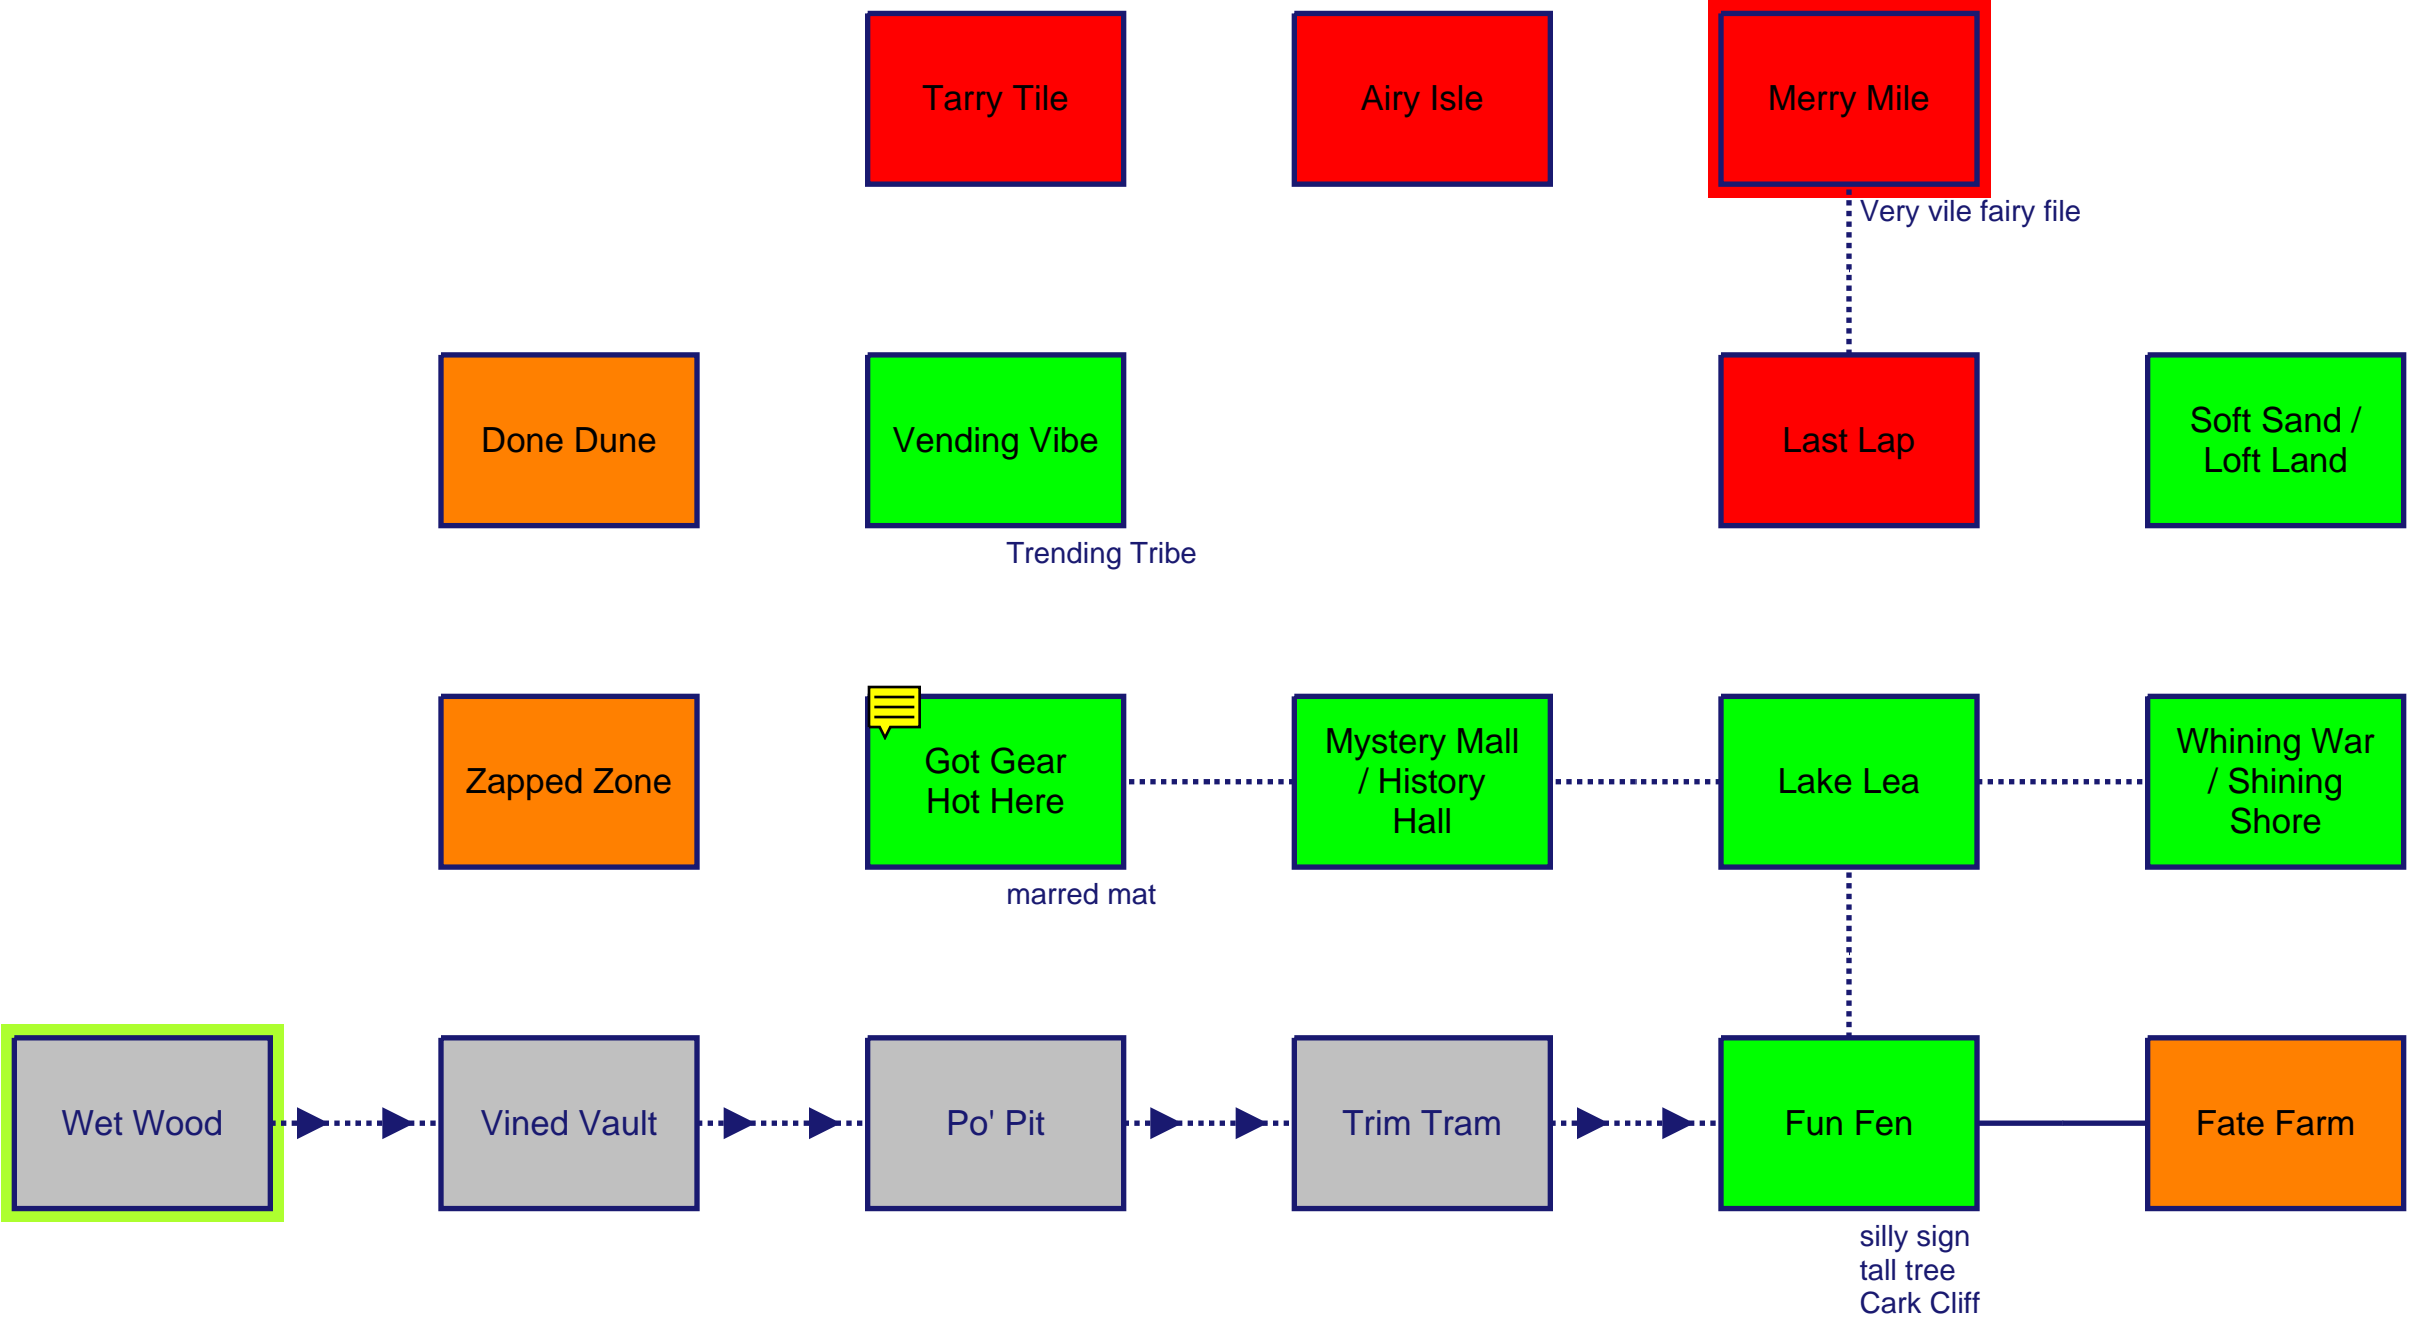 Tarry Tile
Airy Isle
Merry Mile
Very vile fairy file
Done Dune
Vending Vibe
Last Lap
Soft Sand /
Loft Land
Trending Tribe
Zapped Zone
Got Gear
Hot Here
Mystery Mall
/ History
Hall
Lake Lea
Whining War
/ Shining
Shore
marred mat
Wet Wood
Vined Vault
Po' Pit
Trim Tram
Fun Fen
Fate Farm
silly sign
tall tree
Cark Cliff